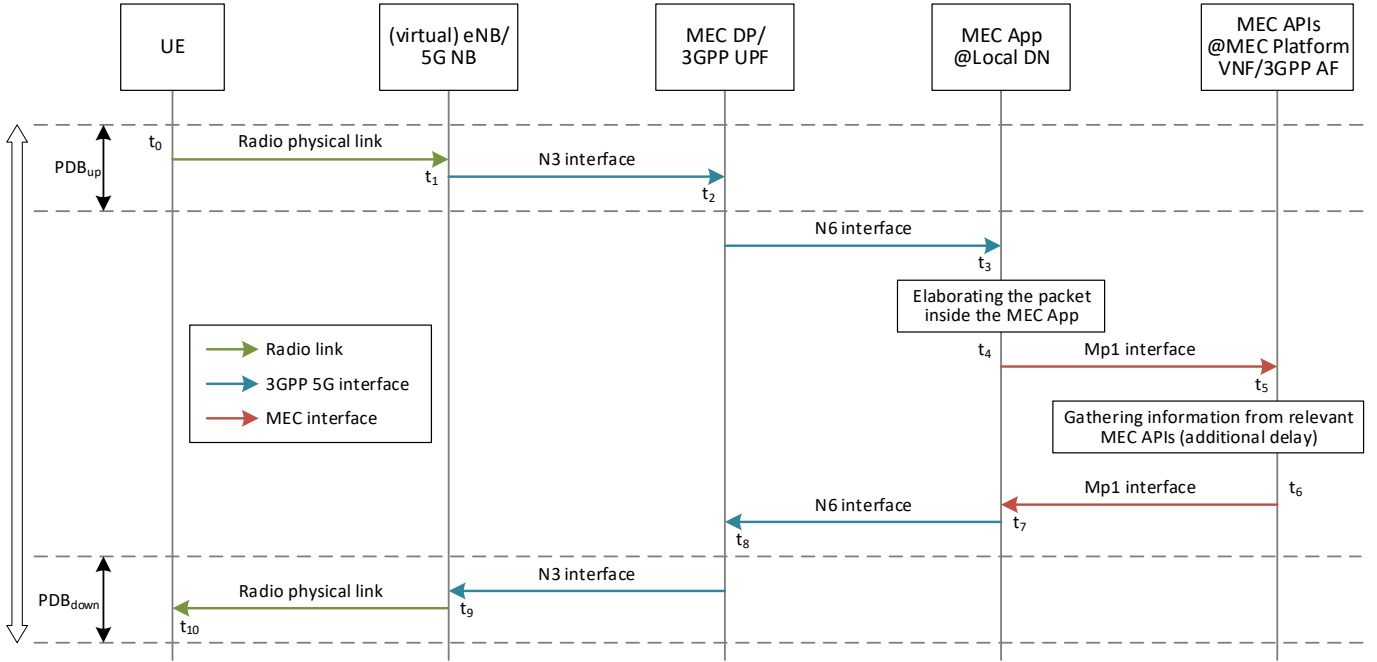 UE
(virtual) eNB/
5G NB
MEC DP/
3GPP UPF
MEC App
@Local DN
MEC APIs
@MEC Platform
VNF/3GPP AF
PDBup
t0
Radio physical link
t1
N3 interface
t2
N6 interface
t3
Elaborating the packet
inside the MEC App
Radio link
3GPP 5G interface
MEC interface
t4
Mp1 interface
t5
Gathering information from relevant
MEC APIs (additional delay)
Mp1 interface
t6
N6 interface
t7
t8
PDBdown
N3 interface
Radio physical link
t9
t10